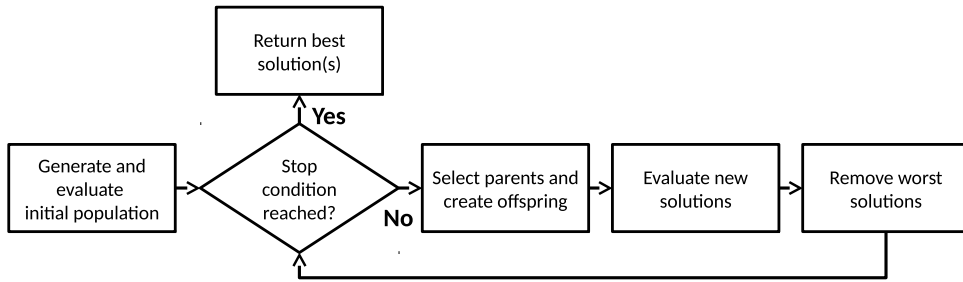 Return best
solution(s)
Yes
Generate and
evaluate
initial population
Stop
condition
reached?
No
Select parents and
create offspring
Evaluate new
solutions
Remove worst
solutions